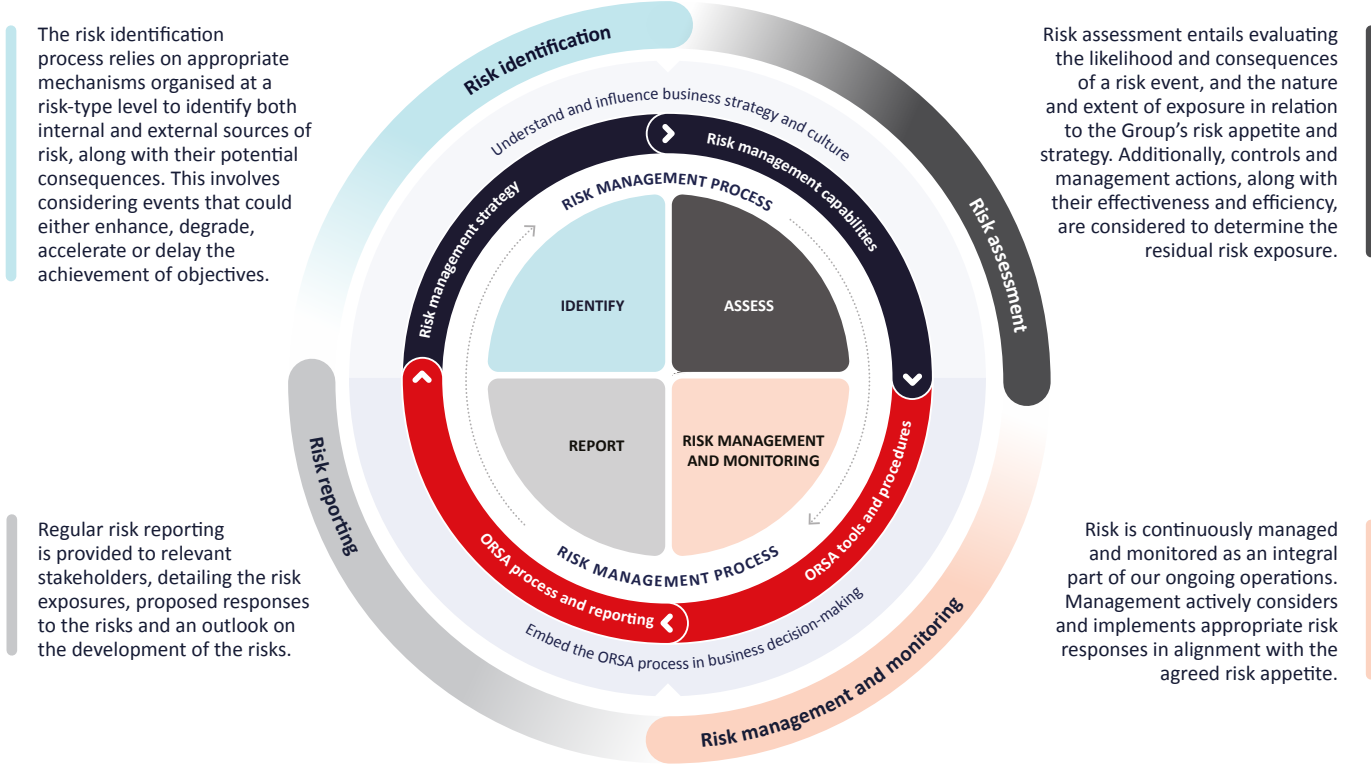 The risk identification
process relies on appropriate
mechanisms organised at a
risk-type level to identify both
internal and external sources of
risk, along with their potential
consequences. This involves
considering events that could
either enhance, degrade,
accelerate or delay the
achievement of objectives.
Risk assessment entails evaluating
the likelihood and consequences
of a risk event, and the nature
and extent of exposure in relation
to the Group's risk appetite and
strategy. Additionally, controls and
management actions, along with
their effectiveness and efficiency,
are considered to determine the
residual risk exposure.
Risk identification
Risk assessment
Understand and influence business strategy and culture
Risk management strategy
Risk management capabilities
RISK MANAGEMENT PROCESS
IDENTIFY
ASSESS
REPORT
RISK MANAGEMENT
AND MONITORING
RISK MANAGEMENT PROCESS
ORSA process and reporting
ORSA tools and procedures
Embed the ORSA process in business decision-making
Risk reporting
Risk management and monitoring
Regular risk reporting
is provided to relevant
stakeholders, detailing the risk
exposures, proposed responses
to the risks and an outlook on
the development of the risks.
Risk is continuously managed
and monitored as an integral
part of our ongoing operations.
Management actively considers
and implements appropriate risk
responses in alignment with the
agreed risk appetite.